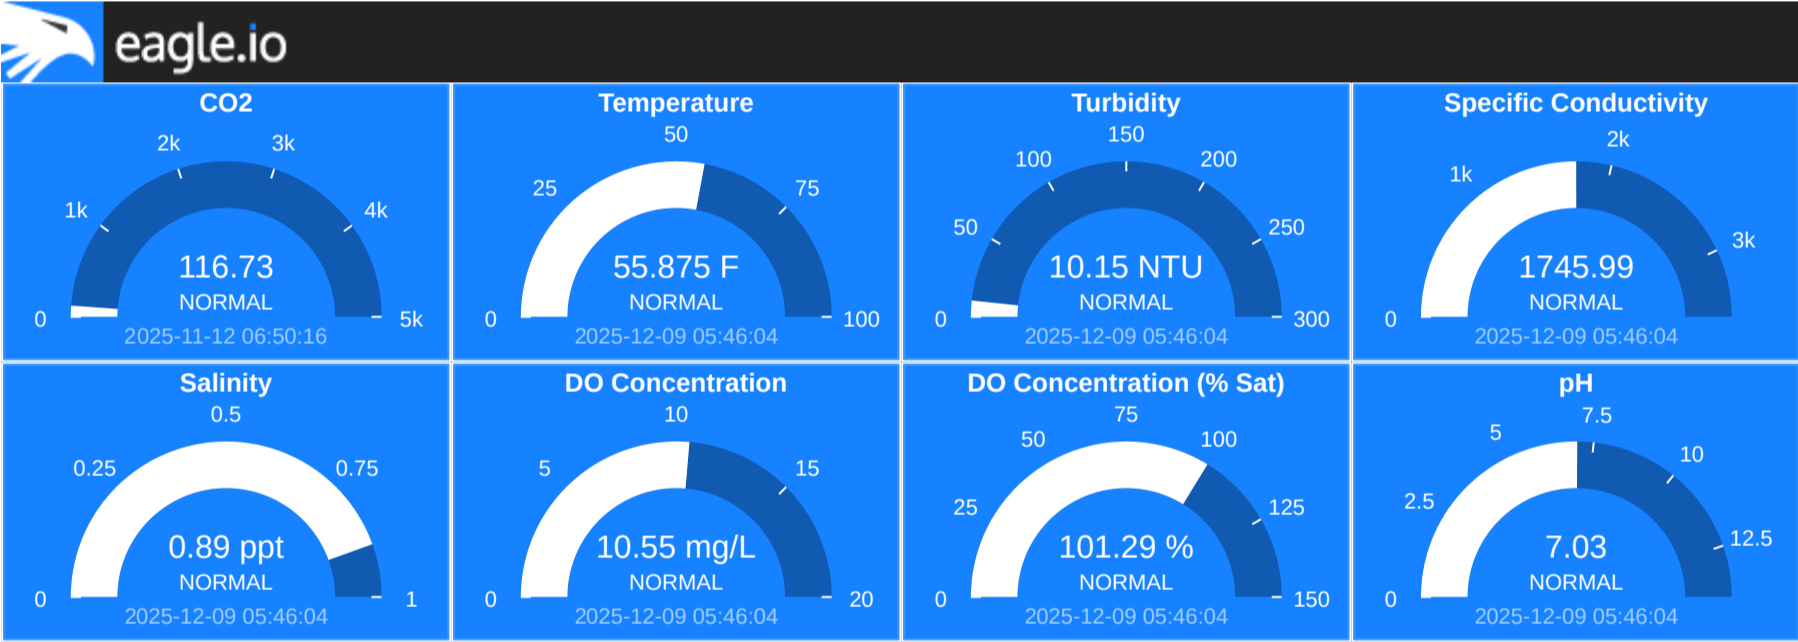 eagle.io
CO2
0
1k
2k
3k
4k
5k
116.73
NORMAL
2025-11-12 06:50:16
Temperature
0
25
50
75
100
55.875 F
NORMAL
2025-12-09 05:46:04
Turbidity
0
50
100
150
200
250
300
10.15 NTU
NORMAL
2025-12-09 05:46:04
Specific Conductivity
0
1k
2k
3k
1745.99
NORMAL
2025-12-09 05:46:04
Salinity
0
0.25
0.5
0.75
1
0.89 ppt
NORMAL
2025-12-09 05:46:04
DO Concentration
0
5
10
15
20
10.55 mg/L
NORMAL
2025-12-09 05:46:04
DO Concentration (% Sat)
0
25
50
75
100
125
150
101.29 %
NORMAL
2025-12-09 05:46:04
pH
0
2.5
5
7.5
10
12.5
7.03
NORMAL
2025-12-09 05:46:04